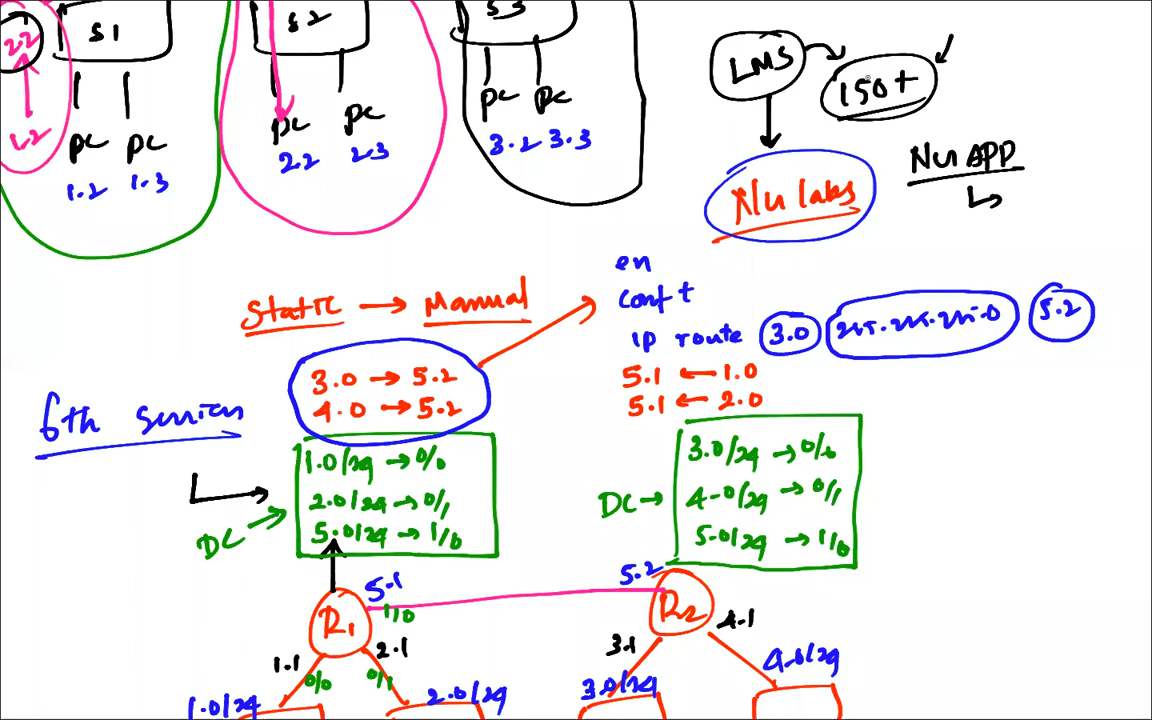 2.2
S1
S2
S3
1.2
PC PC
1.2 1.3
PC PC
2.2 2.3
PC PC
3.2 3.3
LMS
150+
NU APP
Nu labs
Static → Manual
en
conf t
ip route 3.0 255.255.255.0 5.2
3.0 → 5.2
4.0 → 5.2
5.1 ← 1.0
5.1 ← 2.0
6th
DC →
1.0/24 → 0/0
2.0/24 → 0/1
5.0/24 → 1/0
DC →
3.0/24 → 0/0
4.0/24 → 0/1
5.0/24 → 1/0
R1
5.1
1/0
5.2
R2
1.1
2.1
0/0
0/1
3.1
4.1
1.0/24
2.0/24
3.0/24
4.0/24